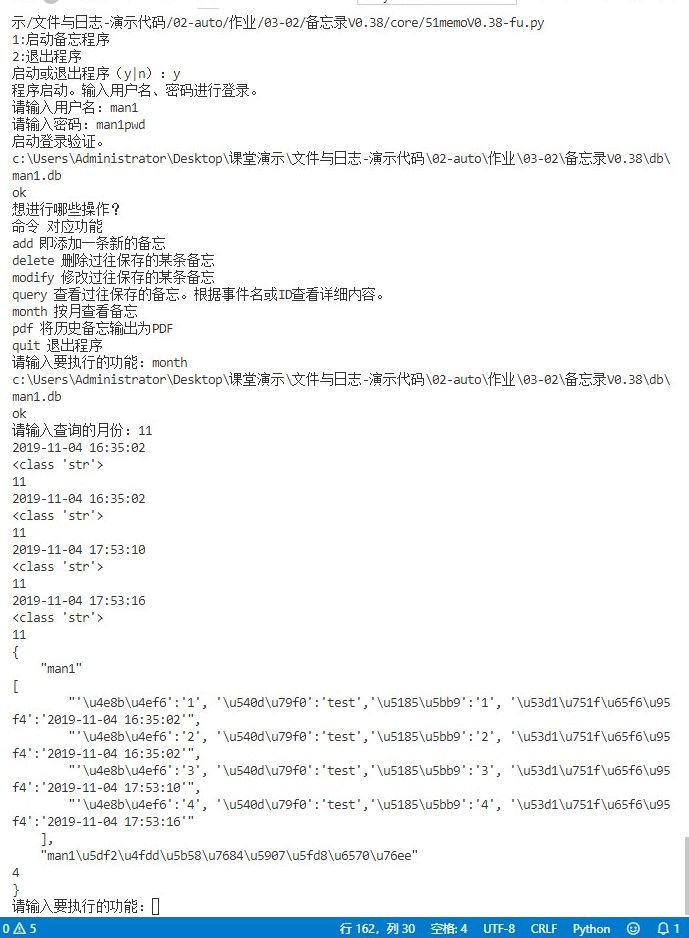 示/文件与日志-演示代码/02-auto/作业/03-02/备忘录V0.38/core/51memoV0.38-fu.py
1:启动备忘程序
2:退出程序
启动或退出程序（y|n）：y
程序启动。输入用户名、密码进行登录。
请输入用户名：man1
请输入密码：man1pwd
启动登录验证。
c:\Users\Administrator\Desktop\课堂演示\文件与日志-演示代码\02-auto\作业\03-02\备忘录V0.38\db\
man1.db
ok
想进行哪些操作？
命令 对应功能
add 即添加一条新的备忘
delete 删除过往保存的某条备忘
modify 修改过往保存的某条备忘
query 查看过往保存的备忘。根据事件名或ID查看详细内容。
month 按月查看备忘
pdf 将历史备忘输出为PDF
quit 退出程序
请输入要执行的功能：month
c:\Users\Administrator\Desktop\课堂演示\文件与日志-演示代码\02-auto\作业\03-02\备忘录V0.38\db\
man1.db
ok
请输入查询的月份：11
2019-11-04 16:35:02
<class 'str'>
11
2019-11-04 16:35:02
<class 'str'>
11
2019-11-04 17:53:10
<class 'str'>
11
2019-11-04 17:53:16
<class 'str'>
11
{
"man1"
[
"'\u4e8b\u4ef6':'1', '\u540d\u79f0':'test','\u5185\u5bb9':'1', '\u53d1\u751f\u65f6\u95
f4':'2019-11-04 16:35:02'",
"'\u4e8b\u4ef6':'2', '\u540d\u79f0':'test','\u5185\u5bb9':'2', '\u53d1\u751f\u65f6\u95
f4':'2019-11-04 16:35:02'",
"'\u4e8b\u4ef6':'3', '\u540d\u79f0':'test','\u5185\u5bb9':'3', '\u53d1\u751f\u65f6\u95
f4':'2019-11-04 17:53:10'",
"'\u4e8b\u4ef6':'4', '\u540d\u79f0':'test','\u5185\u5bb9':'4', '\u53d1\u751f\u65f6\u95
f4':'2019-11-04 17:53:16'"
],
"man1\u5df2\u4fdd\u5b58\u7684\u5907\u5fd8\u6570\u76ee"
4
}
请输入要执行的功能：
0 5 行 162，列 30 空格: 4 UTF-8 CRLF Python 1